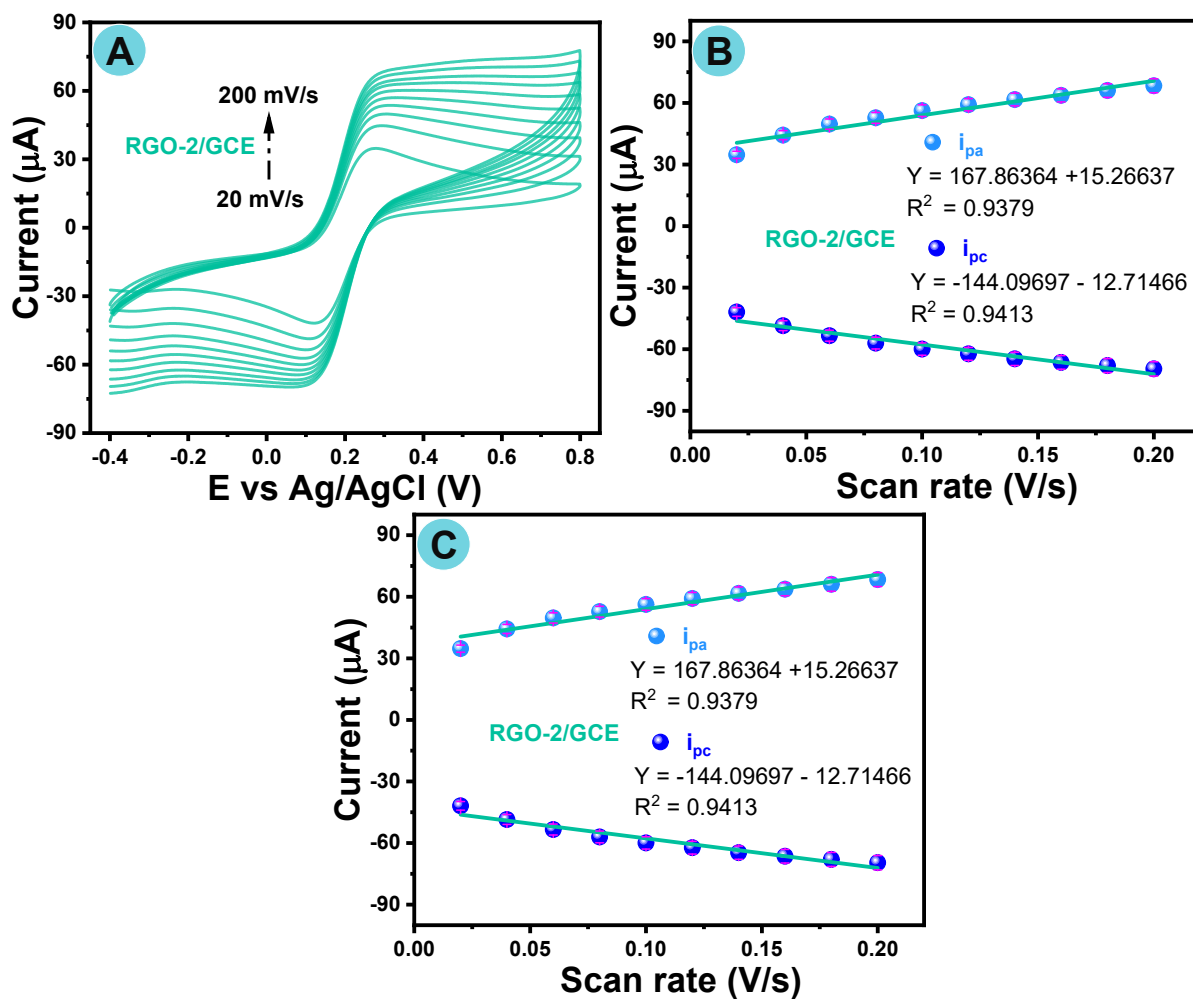 A
90
60
30
0
-30
-60
-90
Current (μA)
200 mV/s
RGO-2/GCE
20 mV/s
-0.4 -0.2 0.0 0.2 0.4 0.6 0.8
E vs Ag/AgCl (V)
B
90
60
30
0
-30
-60
-90
Current (μA)
i_pa
Y = 167.86364 +15.26637
R² = 0.9379
RGO-2/GCE
i_pc
Y = -144.09697 - 12.71466
R² = 0.9413
0.00 0.05 0.10 0.15 0.20
Scan rate (V/s)
C
90
60
30
0
-30
-60
-90
Current (μA)
i_pa
Y = 167.86364 +15.26637
R² = 0.9379
RGO-2/GCE
i_pc
Y = -144.09697 - 12.71466
R² = 0.9413
0.00 0.05 0.10 0.15 0.20
Scan rate (V/s)